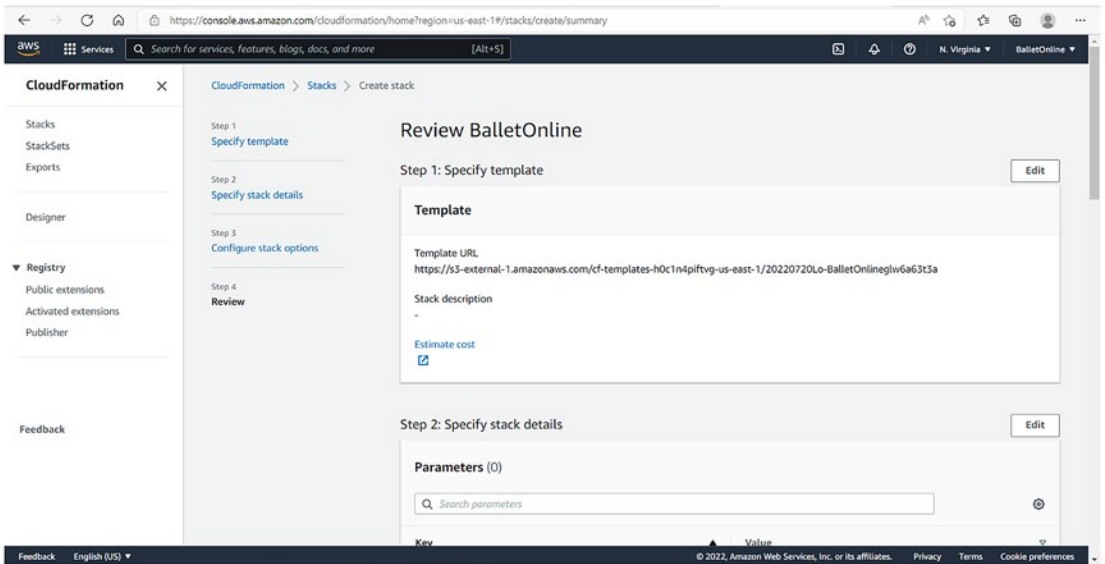 https://console.aws.amazon.com/cloudformation/home?region=us-east-1#/stacks/create/summary
aws
Services
Search for services, features, blogs, docs, and more
[Alt+S]
N. Virginia ▼
BalletOnline ▼
CloudFormation
Stacks
StackSets
Exports
Designer
▼ Registry
Public extensions
Activated extensions
Publisher
Feedback
CloudFormation > Stacks > Create stack
Step 1
Specify template
Step 2
Specify stack details
Step 3
Configure stack options
Step 4
Review
Review BalletOnline
Step 1: Specify template
Edit
Template
Template URL
https://s3-external-1.amazonaws.com/cf-templates-h0c1n4piftvg-us-east-1/20220720Lo-BalletOnlineglw6a63t3a
Stack description
-
Estimate cost
Step 2: Specify stack details
Edit
Parameters (0)
Search parameters
Key
Value
Feedback
English (US) ▼
© 2022, Amazon Web Services, Inc. or its affiliates.
Privacy
Terms
Cookie preferences